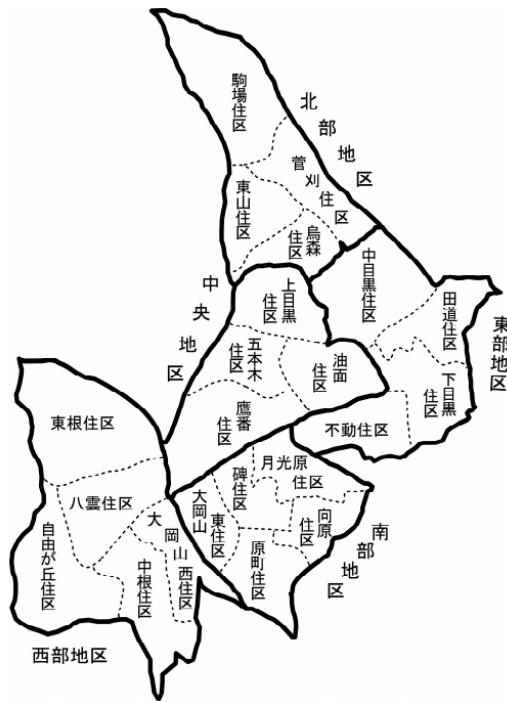 北部地区
駒場住区
菅刈住区
東山住区
烏森住区
中央地区
上目黒住区
五本木住区
油面住区
鷹番住区
東部地区
中目黒住区
田道住区
下目黒住区
不動住区
南部地区
月光原住区
碑住区
向原住区
大岡山東住区
原町住区
西部地区
東根住区
八雲住区
大岡山西住区
自由が丘住区
中根住区